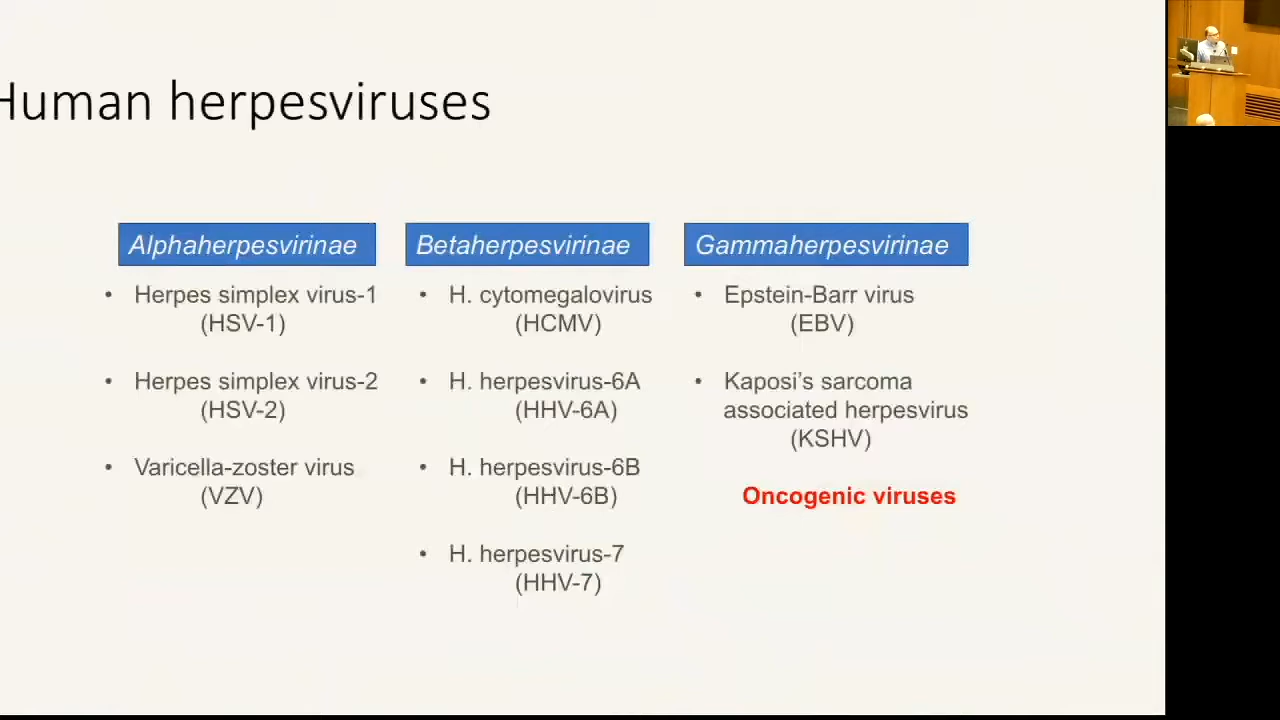 Human herpesviruses
Alphaherpesvirinae
• Herpes simplex virus-1
(HSV-1)
• Herpes simplex virus-2
(HSV-2)
• Varicella-zoster virus
(VZV)
Betaherpesvirinae
• H. cytomegalovirus
(HCMV)
• H. herpesvirus-6A
(HHV-6A)
• H. herpesvirus-6B
(HHV-6B)
• H. herpesvirus-7
(HHV-7)
Gammaherpesvirinae
• Epstein-Barr virus
(EBV)
• Kaposi’s sarcoma
associated herpesvirus
(KSHV)
Oncogenic viruses